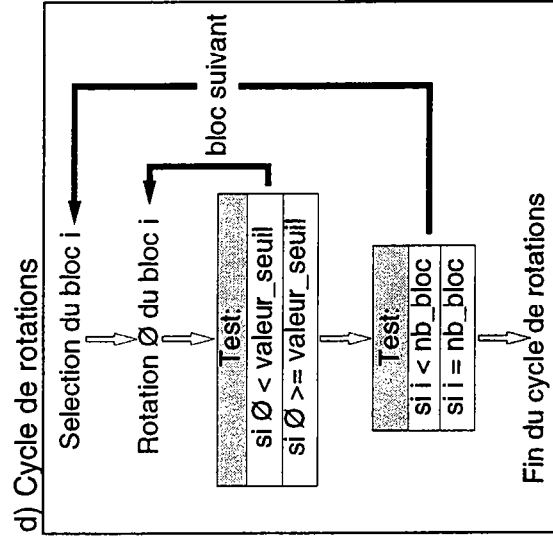 d) Cycle de rotations
Selection du bloc i
Rotation Ø du bloc i
Test:
si Ø < valeur_seuil
si Ø >= valeur_seuil
bloc suivant
Test:
si i < nb_bloc
si i = nb_bloc
Fin du cycle de rotations